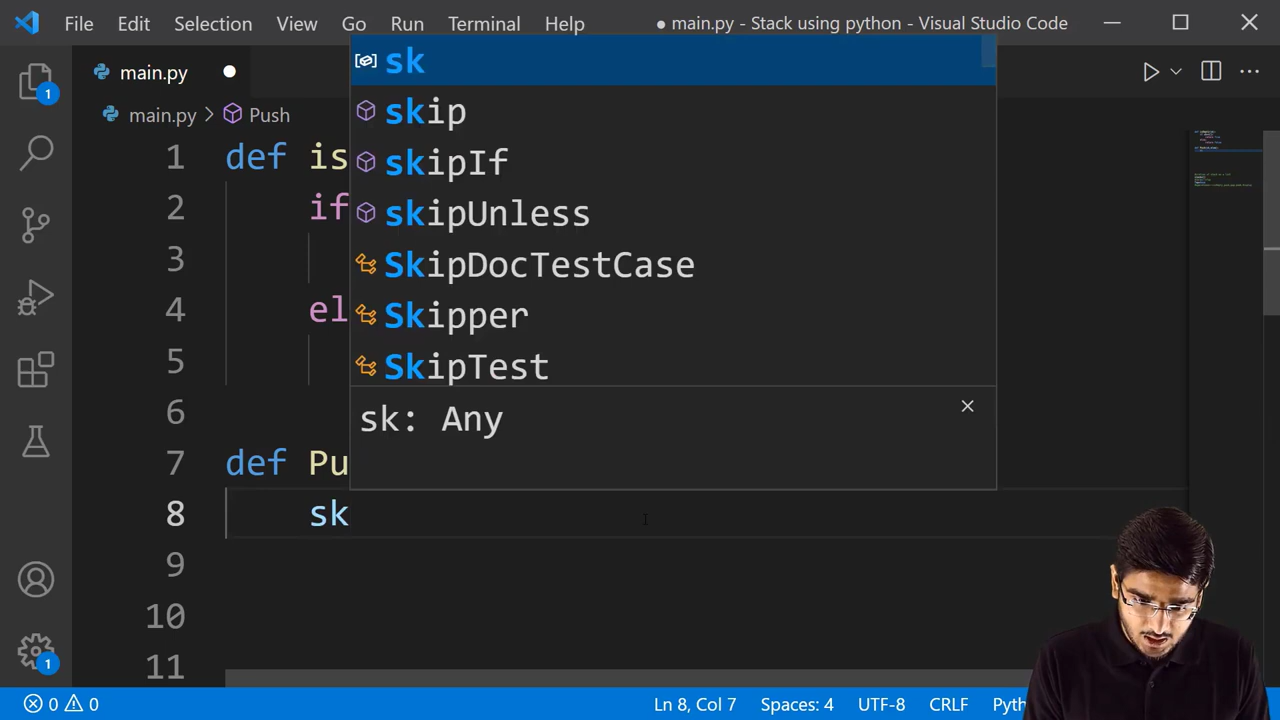 File Edit Selection View Go Run Terminal Help ● main.py - Stack using python - Visual Studio Code
main.py
main.py > Push
1 def is
2 if
3
4 el
5
6
7 def Pu
8 sk
9
10
11
sk
skip
skipIf
skipUnless
SkipDocTestCase
Skipper
SkipTest
sk: Any
1
1
0 0 Ln 8, Col 7 Spaces: 4 UTF-8 CRLF Pyth